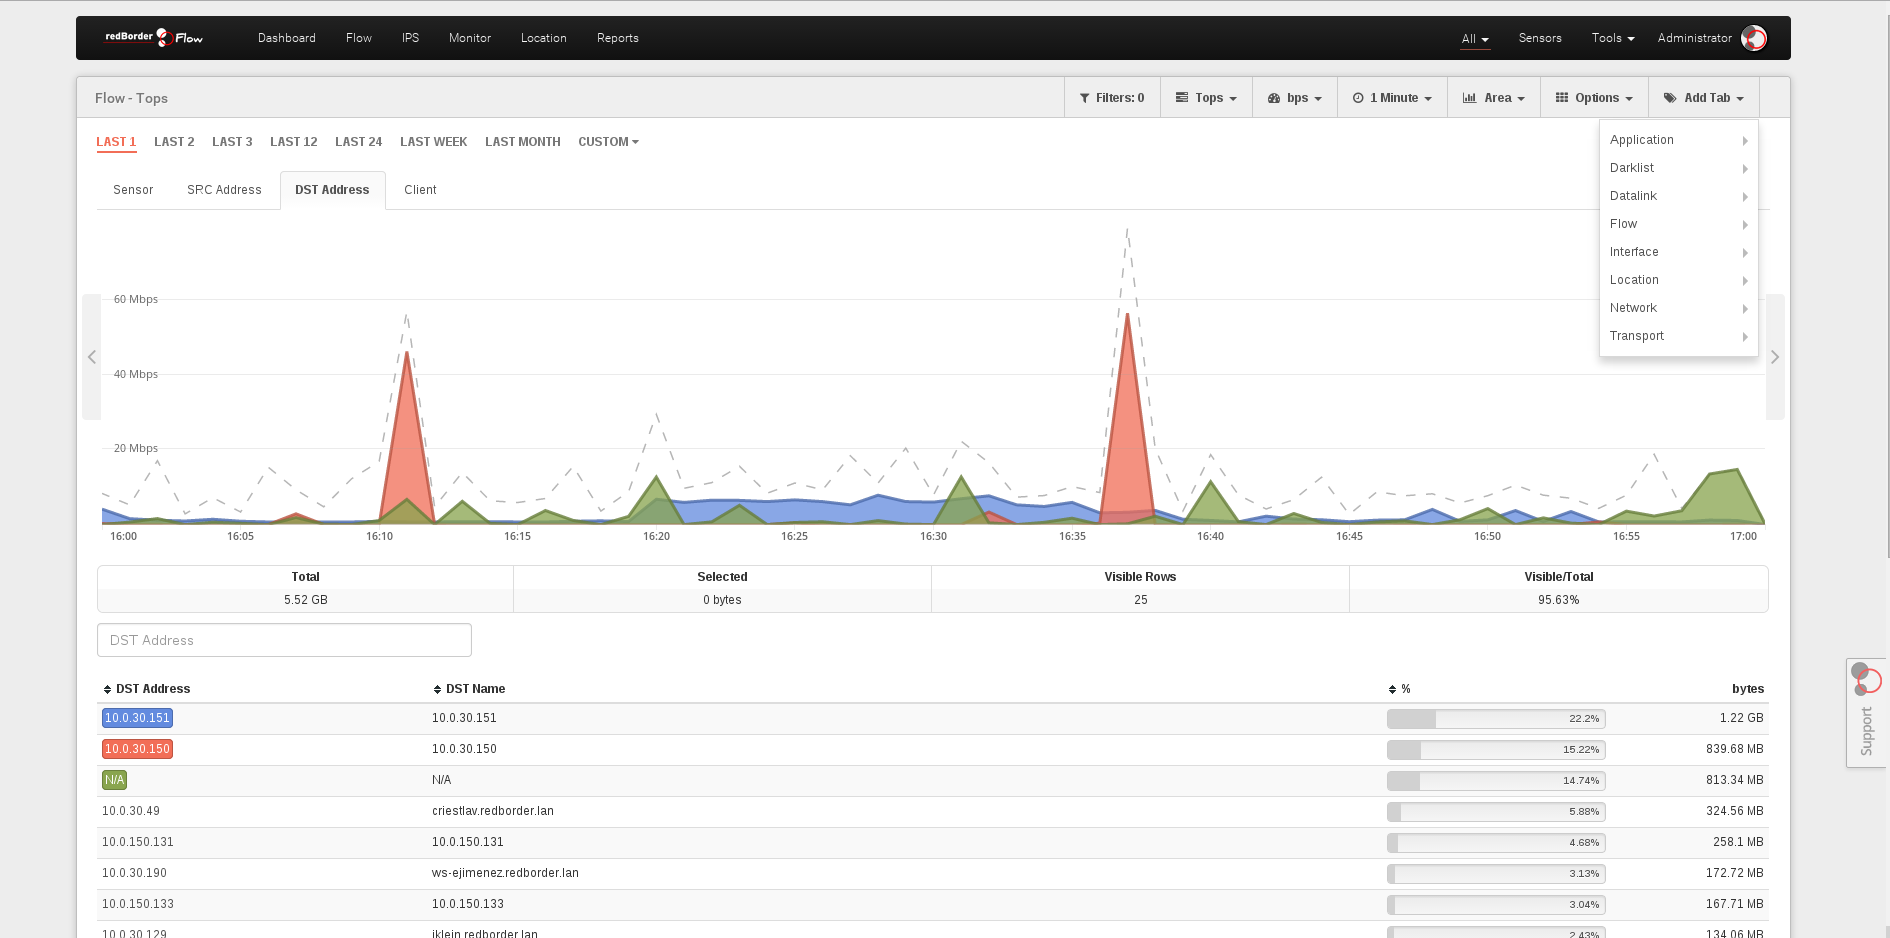 redBorder Flow Dashboard Flow IPS Monitor Location Reports All Sensors Tools Administrator
Flow - Tops Filters: 0 Tops bps 1 Minute Area Options Add Tab
LAST 1 LAST 2 LAST 3 LAST 12 LAST 24 LAST WEEK LAST MONTH CUSTOM
Application
Darklist
Datalink
Flow
Interface
Location
Network
Transport
Sensor SRC Address DST Address Client
60 Mbps
40 Mbps
20 Mbps
16:00 16:05 16:10 16:15 16:20 16:25 16:30 16:35 16:40 16:45 16:50 16:55 17:00
Total Selected Visible Rows Visible/Total
5.52 GB 0 bytes 25 95.63%
DST Address
DST Address DST Name % bytes
10.0.30.151 10.0.30.151 22.2% 1.22 GB
10.0.30.150 10.0.30.150 15.22% 839.68 MB
N/A N/A 14.74% 813.34 MB
10.0.30.49 criestlav.redborder.lan 5.88% 324.56 MB
10.0.150.131 10.0.150.131 4.68% 258.1 MB
10.0.30.190 ws-ejimenez.redborder.lan 3.13% 172.72 MB
10.0.150.133 10.0.150.133 3.04% 167.71 MB
10.0.30.129 jklein.redborder.lan 2.43% 134.06 MB
Support